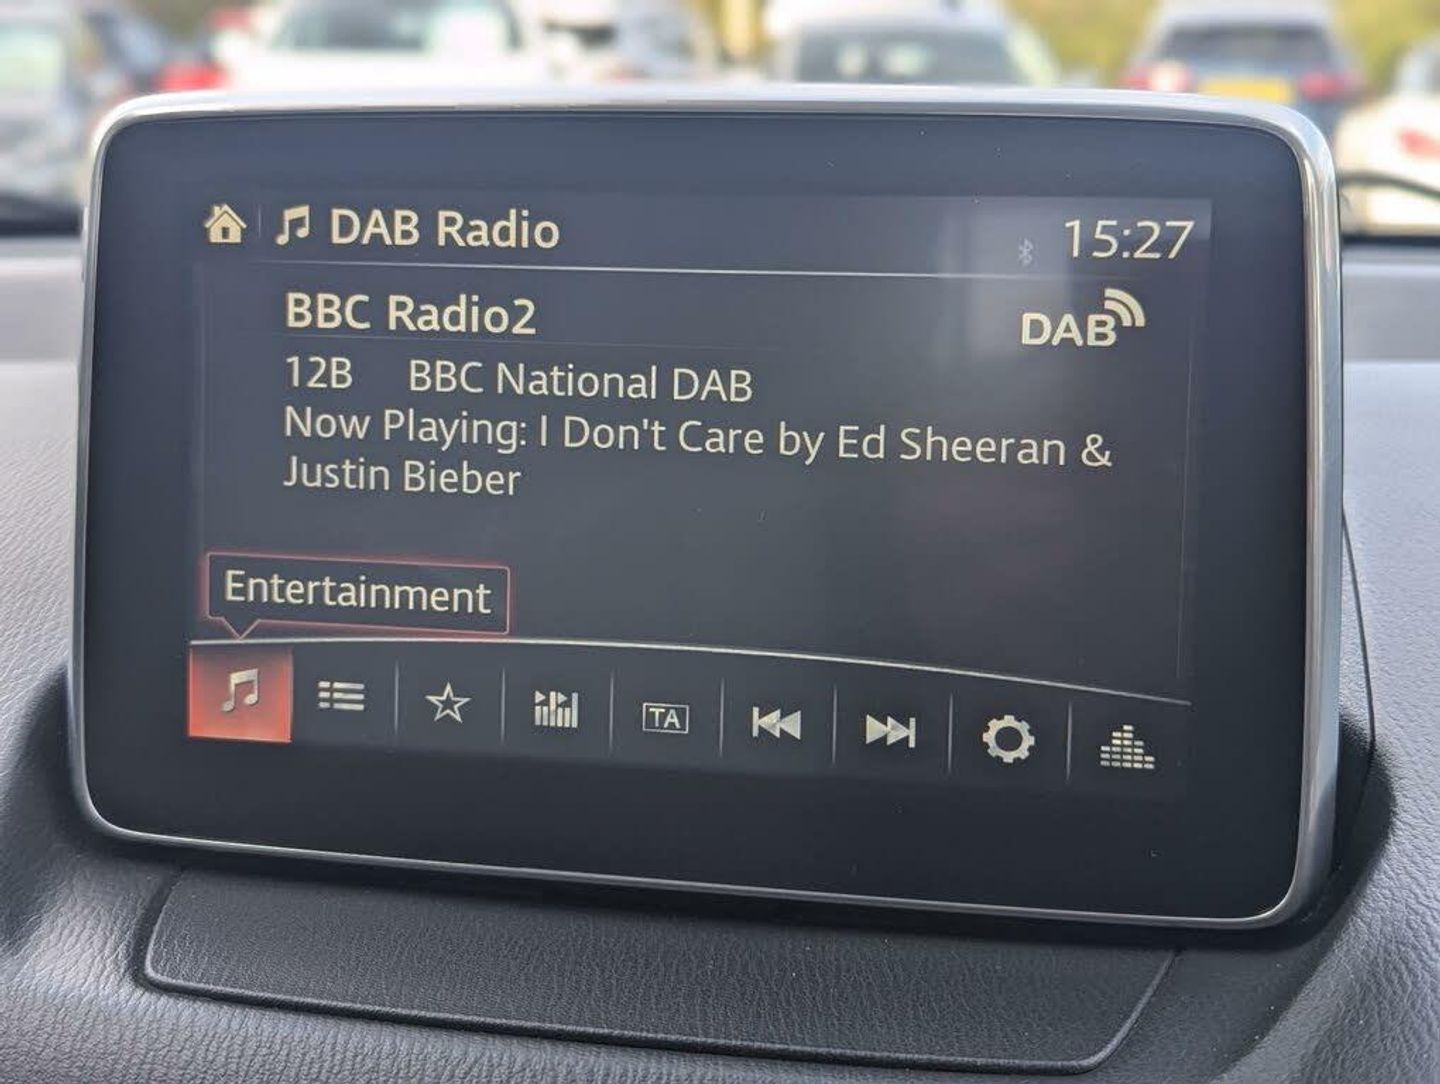 DAB Radio
15:27
BBC Radio2
DAB
12B BBC National DAB
Now Playing: I Don't Care by Ed Sheeran &
Justin Bieber
Entertainment
TA